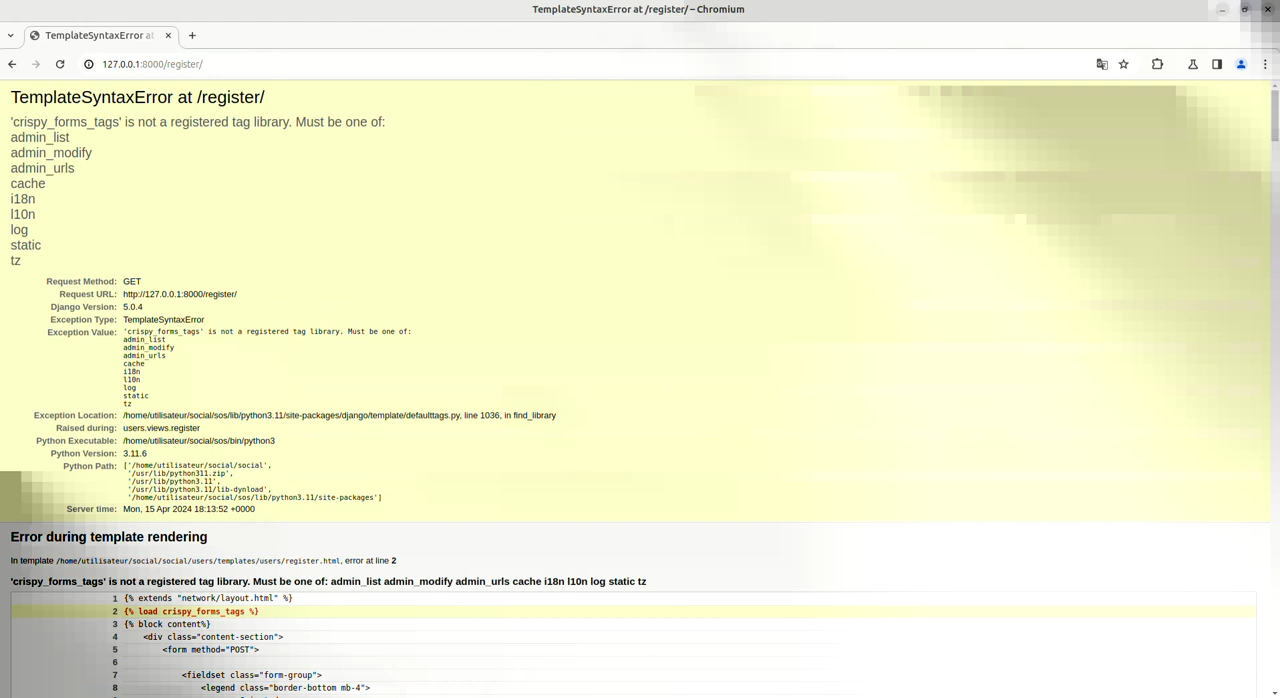 TemplateSyntaxError at /register/ – Chromium
TemplateSyntaxError at
127.0.0.1:8000/register/
TemplateSyntaxError at /register/
'crispy_forms_tags' is not a registered tag library. Must be one of:
admin_list
admin_modify
admin_urls
cache
i18n
l10n
log
static
tz
Request Method: GET
Request URL: http://127.0.0.1:8000/register/
Django Version: 5.0.4
Exception Type: TemplateSyntaxError
Exception Value: 'crispy_forms_tags' is not a registered tag library. Must be one of:
admin_list
admin_modify
admin_urls
cache
i18n
l10n
log
static
tz
Exception Location: /home/utilisateur/social/sos/lib/python3.11/site-packages/django/template/defaulttags.py, line 1036, in find_library
Raised during: users.views.register
Python Executable: /home/utilisateur/social/sos/bin/python3
Python Version: 3.11.6
Python Path: ['/home/utilisateur/social/social',
'/usr/lib/python311.zip',
'/usr/lib/python3.11',
'/usr/lib/python3.11/lib-dynload',
'/home/utilisateur/social/sos/lib/python3.11/site-packages']
Server time: Mon, 15 Apr 2024 18:13:52 +0000
Error during template rendering
In template /home/utilisateur/social/social/users/templates/users/register.html, error at line 2
'crispy_forms_tags' is not a registered tag library. Must be one of: admin_list admin_modify admin_urls cache i18n l10n log static tz
1 {% extends "network/layout.html" %}
2 {% load crispy_forms_tags %}
3 {% block content%}
4 <div class="content-section">
5 <form method="POST">
6
7 <fieldset class="form-group">
8 <legend class="border-bottom mb-4">